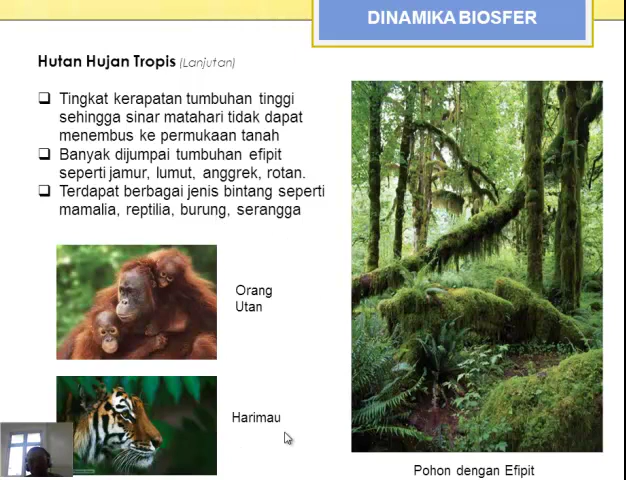 DINAMIKA BIOSFER
Hutan Hujan Tropis (Lanjutan)
Tingkat kerapatan tumbuhan tinggi
sehingga sinar matahari tidak dapat
menembus ke permukaan tanah
Banyak dijumpai tumbuhan efipit
seperti jamur, lumut, anggrek, rotan.
Terdapat berbagai jenis bintang seperti
mamalia, reptilia, burung, serangga
Orang
Utan
Harimau
Pohon dengan Efipit